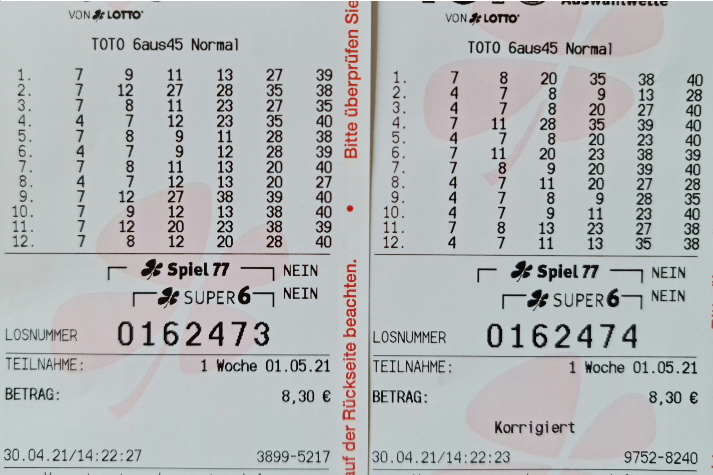 VON LOTTO
TOTO 6aus45 Normal
1. 7 9 11 13 27 39
2. 7 12 27 28 35 38
3. 7 8 11 23 27 35
4. 4 7 12 23 35 40
5. 7 8 9 11 28 38
6. 4 7 9 12 28 39
7. 7 8 11 13 20 40
8. 4 7 12 13 20 27
9. 7 12 27 38 39 40
10. 7 9 12 13 38 40
11. 7 12 20 23 38 39
12. 7 8 12 20 28 40
Spiel 77 NEIN
SUPER 6 NEIN
LOSNUMMER 0162473
TEILNAHME: 1 Woche 01.05.21
BETRAG: 8,30 €
30.04.21/14:22:27 3899-5217
auf der Rückseite beachten. • Bitte überprüfen Sie
TOTO Auswahlwette
VON LOTTO
TOTO 6aus45 Normal
1. 7 8 20 35 38 40
2. 4 7 8 9 13 28
3. 4 7 8 20 27 40
4. 7 11 28 35 39 40
5. 4 7 8 20 23 40
6. 7 11 20 23 38 39
7. 7 8 9 20 39 40
8. 4 8 11 20 27 28
9. 4 7 8 9 28 35
10. 4 7 9 11 23 40
11. 7 8 13 23 27 38
12. 4 7 11 13 35 38
Spiel 77 NEIN
SUPER 6 NEIN
LOSNUMMER 0162474
TEILNAHME: 1 Woche 01.05.21
BETRAG: 8,30 €
Korrigiert
30.04.21/14:22:23 9752-8240